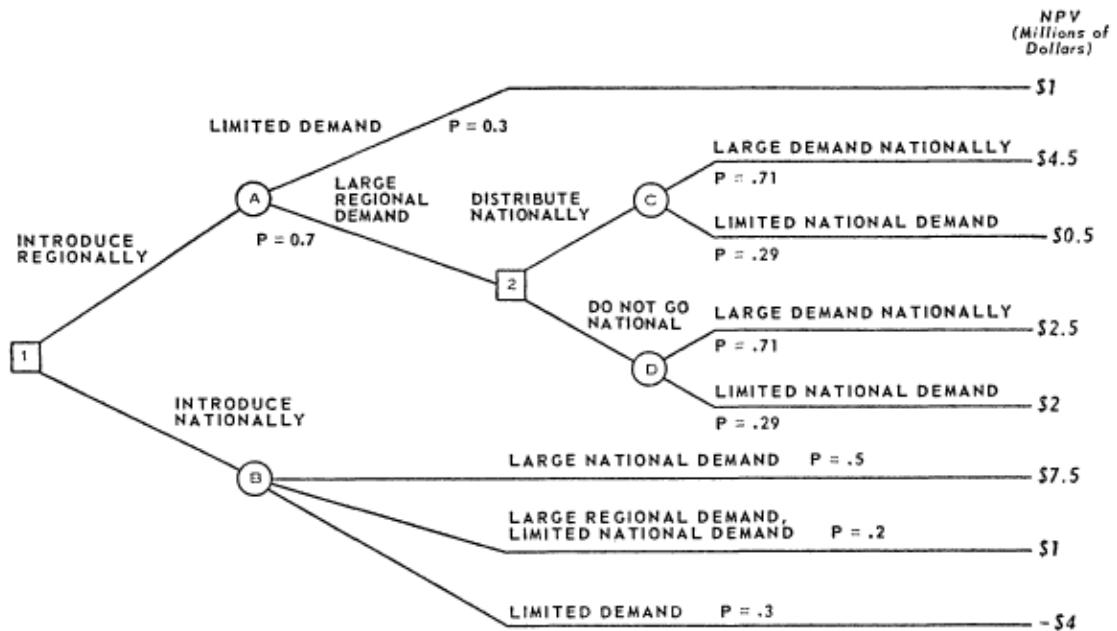 NPV
(Millions of
Dollars)
$1
LIMITED DEMAND
P = 0.3
LARGE DEMAND NATIONALLY
$4.5
P = .71
LARGE
REGIONAL
DEMAND
DISTRIBUTE
NATIONALLY
A
C
LIMITED NATIONAL DEMAND
$0.5
P = 0.7
P = .29
INTRODUCE
REGIONALLY
2
DO NOT GO
NATIONAL
LARGE DEMAND NATIONALLY
$2.5
P = .71
1
D
LIMITED NATIONAL DEMAND
$2
P = .29
INTRODUCE
NATIONALLY
LARGE NATIONAL DEMAND P = .5
$7.5
B
LARGE REGIONAL DEMAND,
LIMITED NATIONAL DEMAND P = .2
$1
LIMITED DEMAND P = .3
-$4